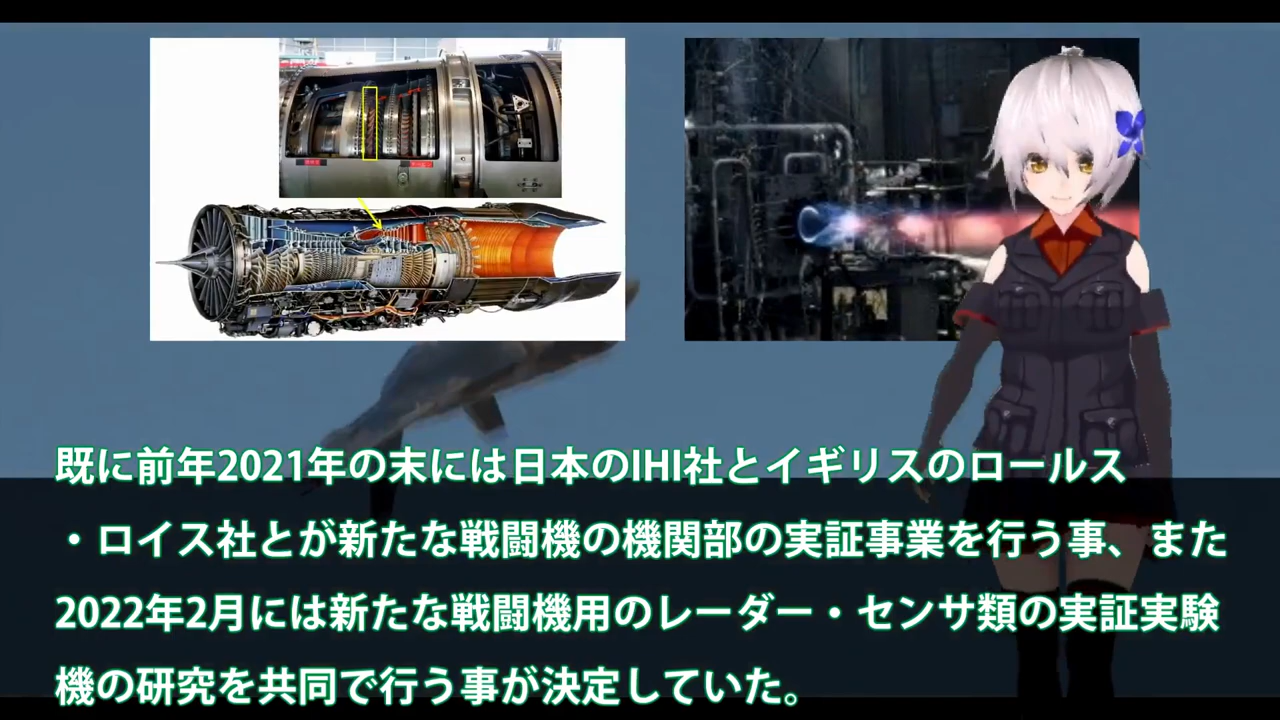 既に前年2021年の末には日本のIHI社とイギリスのロールス
・ロイス社とが新たな戦闘機の機関部の実証事業を行う事、また
2022年2月には新たな戦闘機用のレーダー・センサ類の実証実験
機の研究を共同で行う事が決定していた。